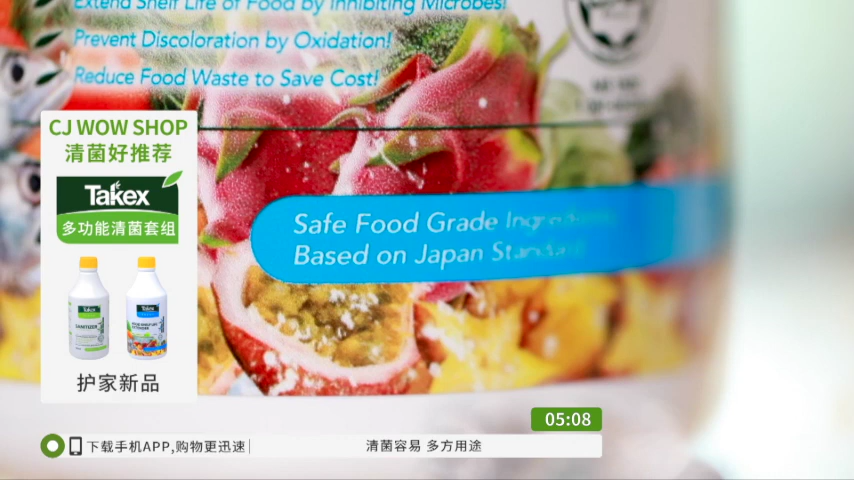 Extend Shelf Life of Food by Inhibiting Microbes!
Prevent Discoloration by Oxidation!
Reduce Food Waste to Save Cost!
CJ WOW SHOP
清菌好推荐
Takex
多功能清菌套组
Safe Food Grade
Based on Japan
Takex
SANITIZER
Takex
护家新品
05:08
下载手机APP,购物更迅速
清菌容易 多方用途